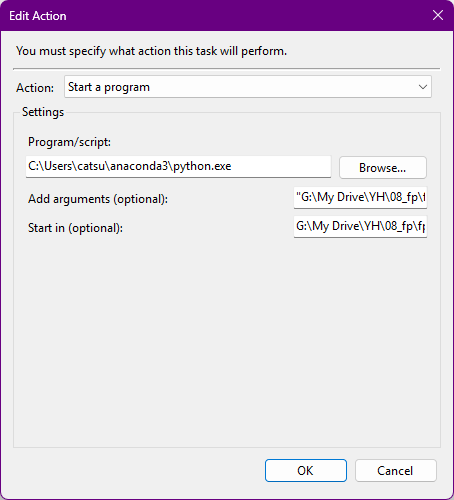 Edit Action
You must specify what action this task will perform.
Action: Start a program
Settings
Program/script:
C:\Users\catsu\anaconda3\python.exe Browse...
Add arguments (optional): "G:\My Drive\YH\08_fp\f
Start in (optional): G:\My Drive\YH\08_fp\fp
OK Cancel